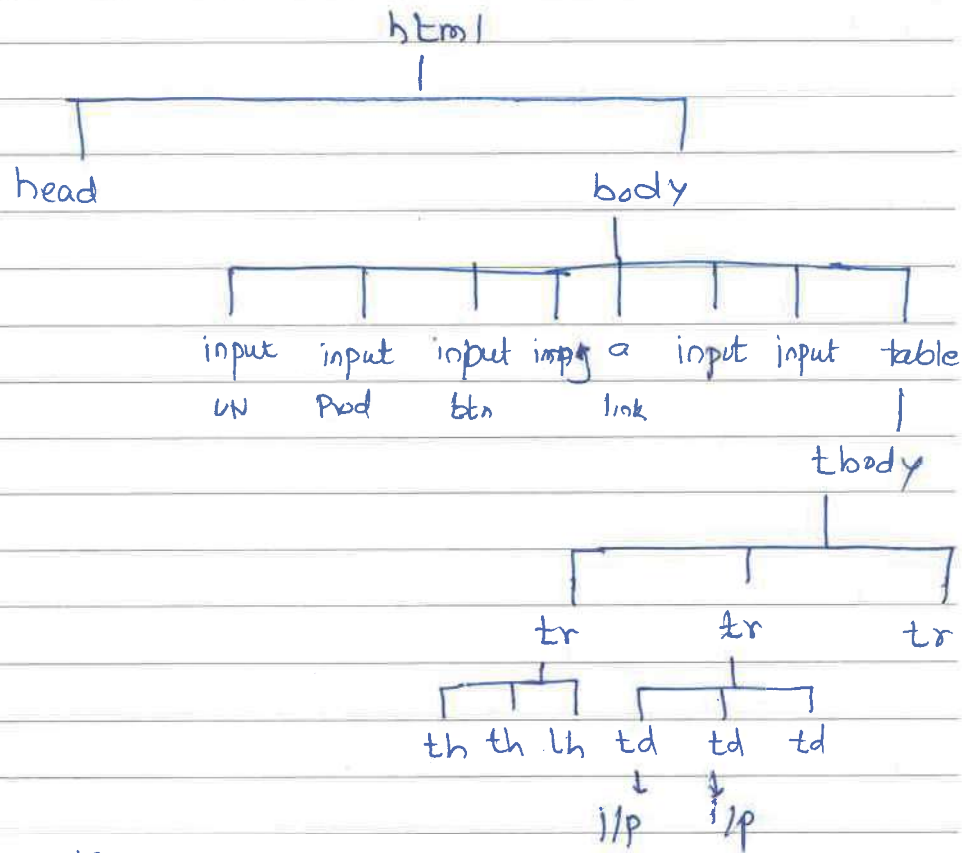 html
head body
input input input impg a input input table
UN Pwd btn link
tbody
tr tr tr
th th th td td td
i/p i/p